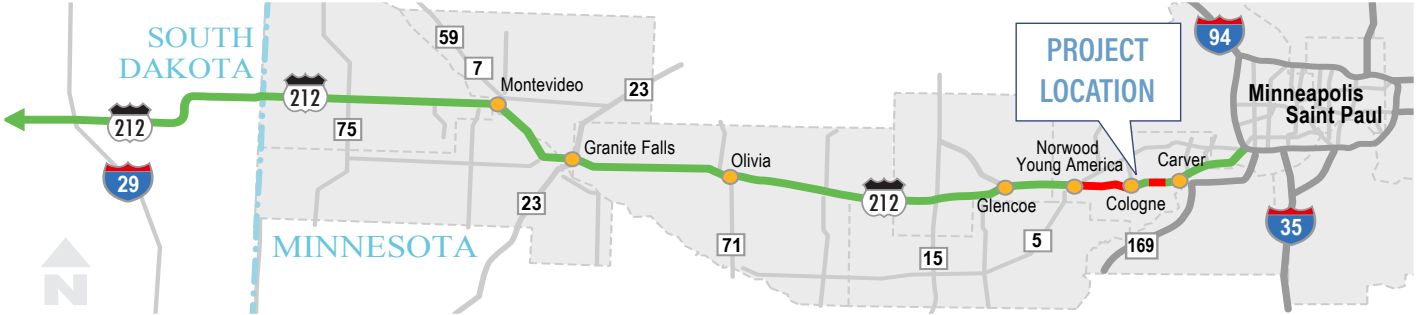 SOUTH
DAKOTA
59
7
94
PROJECT
LOCATION
Montevideo
23
212
212
75
Minneapolis
Saint Paul
Granite Falls
Olivia
Norwood
Young America
Carver
29
23
212
Glencoe
Cologne
MINNESOTA
71
15
5
169
35
N